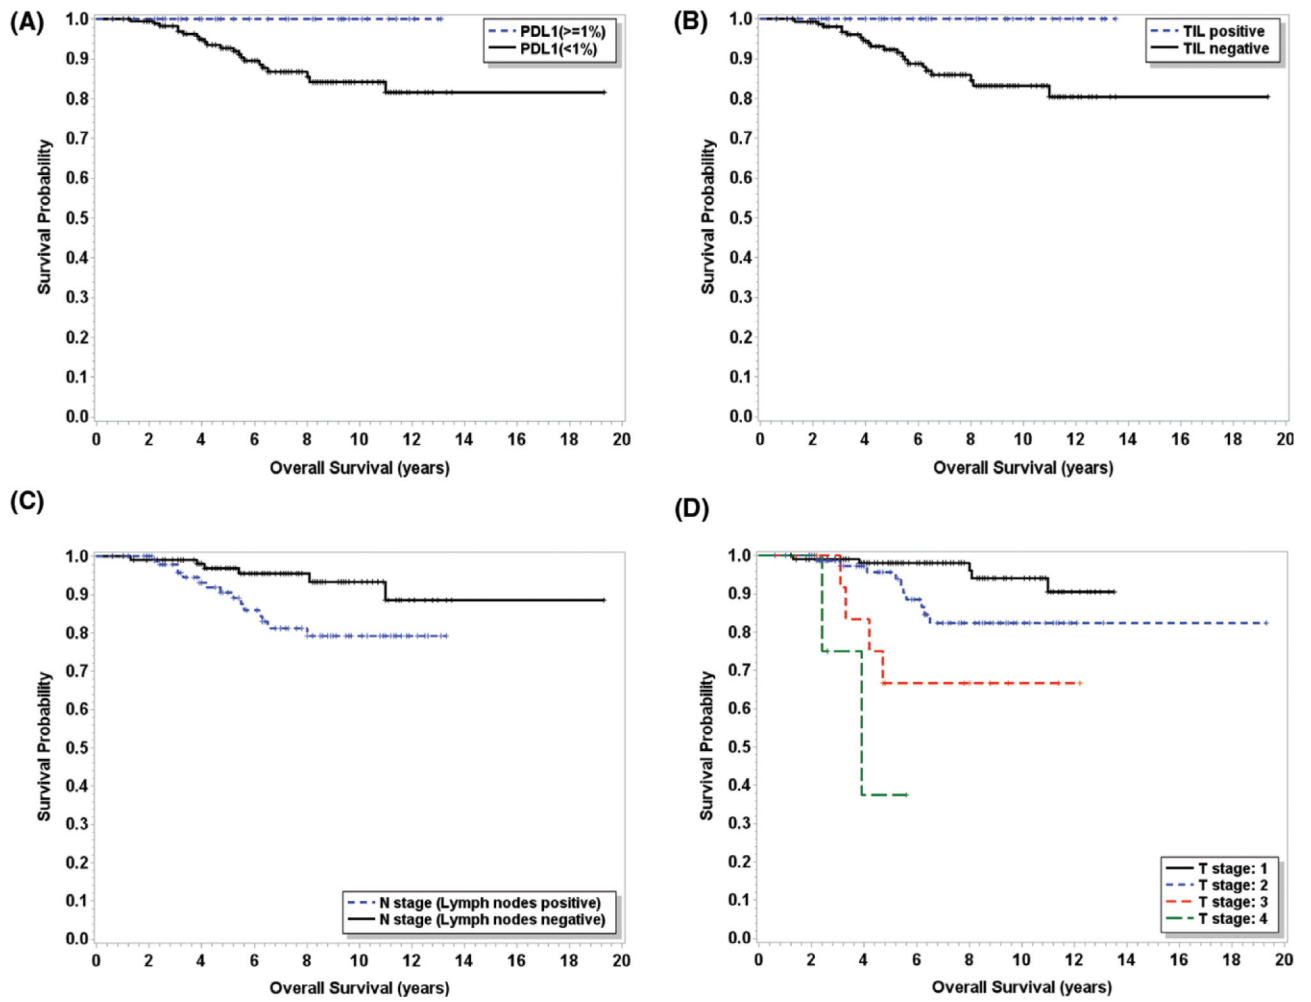 (A)
PDL1(>=1%)
PDL1(<1%)
1.0
0.9
0.8
0.7
0.6
0.5
0.4
0.3
0.2
0.1
0.0
Survival Probability
0 2 4 6 8 10 12 14 16 18 20
Overall Survival (years)
(B)
TIL positive
TIL negative
1.0
0.9
0.8
0.7
0.6
0.5
0.4
0.3
0.2
0.1
0.0
Survival Probability
0 2 4 6 8 10 12 14 16 18 20
Overall Survival (years)
(C)
1.0
0.9
0.8
0.7
0.6
0.5
0.4
0.3
0.2
0.1
0.0
Survival Probability
N stage (Lymph nodes positive)
N stage (Lymph nodes negative)
0 2 4 6 8 10 12 14 16 18 20
Overall Survival (years)
(D)
1.0
0.9
0.8
0.7
0.6
0.5
0.4
0.3
0.2
0.1
0.0
Survival Probability
T stage: 1
T stage: 2
T stage: 3
T stage: 4
0 2 4 6 8 10 12 14 16 18 20
Overall Survival (years)